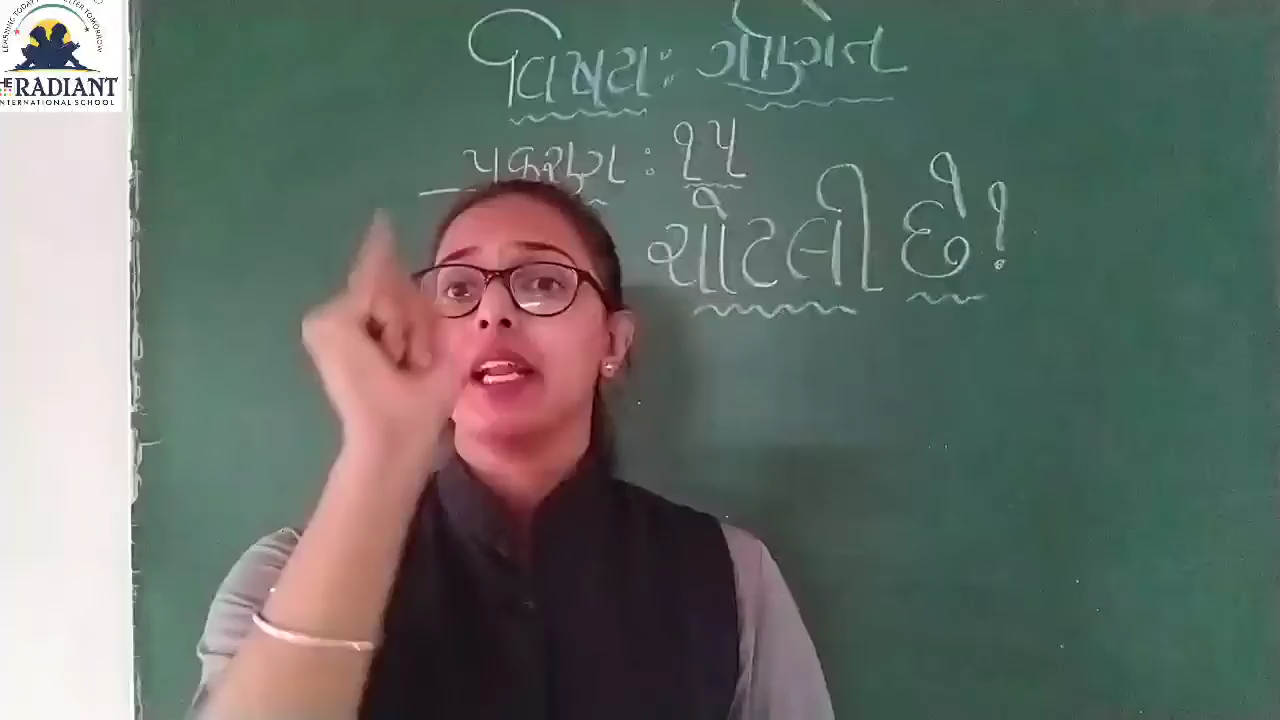 RADIANT
INTERNATIONAL SCHOOL
વિષય: ગણિત
પ્રકરણ : ૧૫
ચોટલી છે!